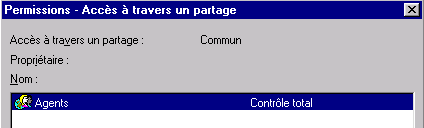 Permissions - Accès à travers un partage
Accès à travers un partage : Commun
Propriétaire :
Nom :
Agents Contrôle total